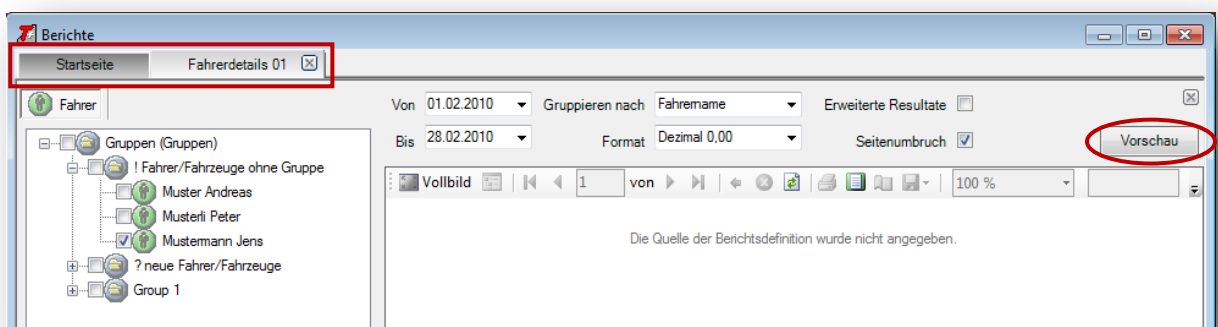 Berichte
Startseite Fahrerdetails 01
Fahrer
Gruppen (Gruppen)
! Fahrer/Fahrzeuge ohne Gruppe
Muster Andreas
Musterli Peter
Mustermann Jens
? neue Fahrer/Fahrzeuge
Group 1
Von 01.02.2010 Gruppieren nach Fahrername Erweiterte Resultate
Bis 28.02.2010 Format Dezimal 0,00 Seitenumbruch Vorschau
Vollbild 1 von 100 %
Die Quelle der Berichtsdefinition wurde nicht angegeben.